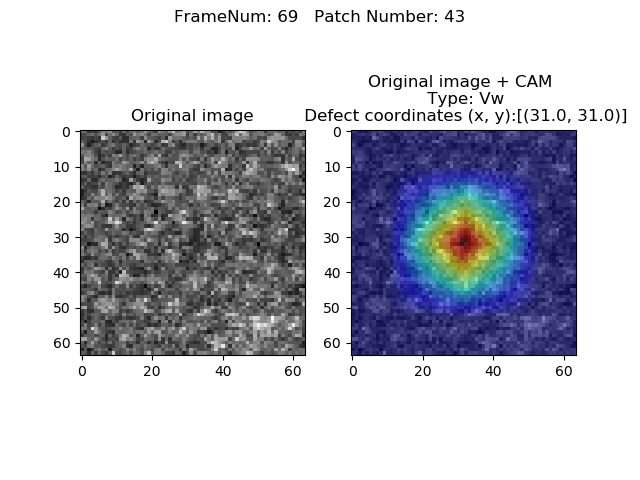 FrameNum: 69   Patch Number: 43
Original image
Original image + CAM
Type: Vw
Defect coordinates (x, y):[(31.0, 31.0)]
0
10
20
30
40
50
60
0 20 40 60
0
10
20
30
40
50
60
0 20 40 60